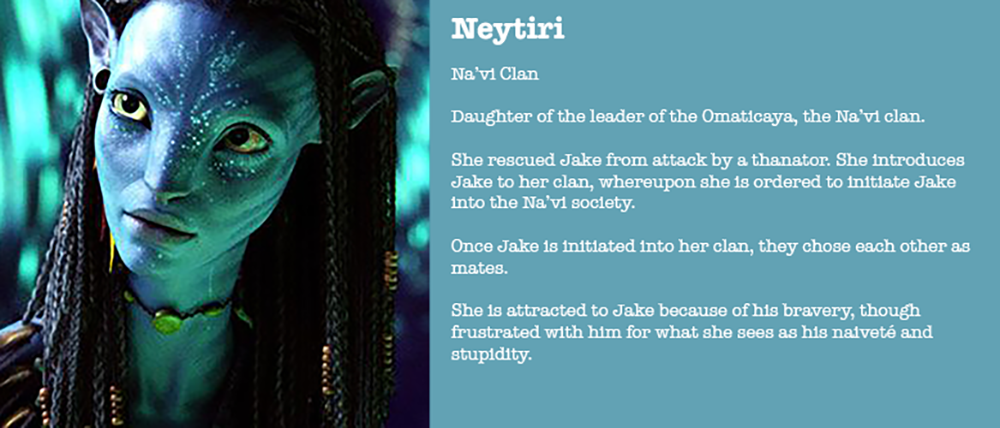 Neytiri
Na'vi Clan
Daughter of the leader of the Omaticaya, the Na'vi clan.
She rescued Jake from attack by a thanator. She introduces
Jake to her clan, whereupon she is ordered to initiate Jake
into the Na'vi society.
Once Jake is initiated into her clan, they chose each other as
mates.
She is attracted to Jake because of his bravery, though
frustrated with him for what she sees as his naiveté and
stupidity.